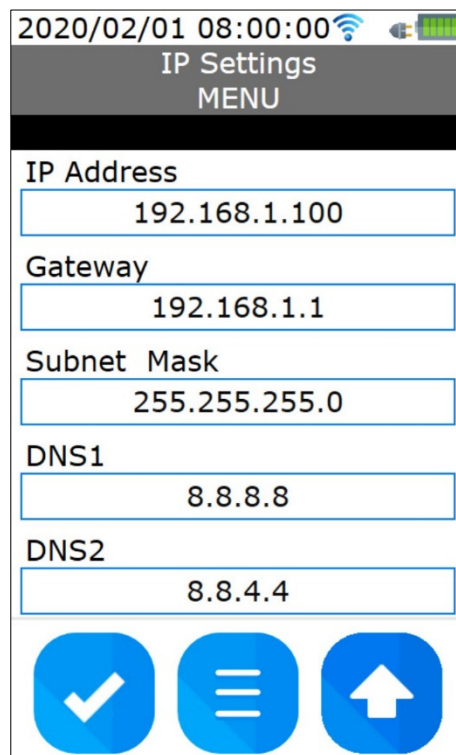 2020/02/01 08:00:00
IP Settings
MENU
IP Address
192.168.1.100
Gateway
192.168.1.1
Subnet Mask
255.255.255.0
DNS1
8.8.8.8
DNS2
8.8.4.4